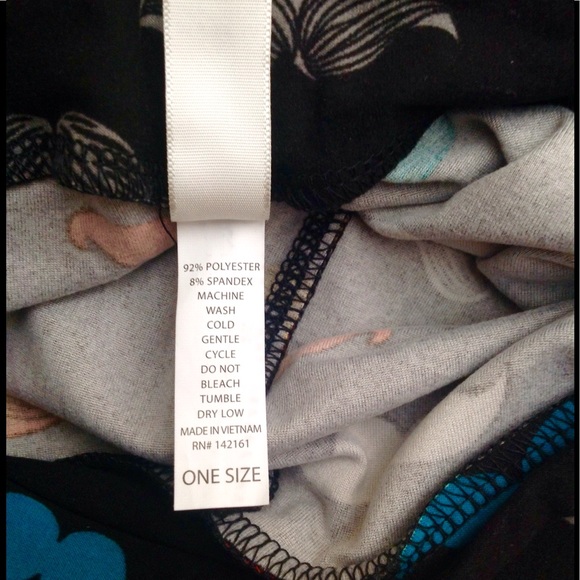 92% POLYESTER
8% SPANDEX
MACHINE
WASH
COLD
GENTLE
CYCLE
DO NOT
BLEACH
TUMBLE
DRY LOW
MADE IN VIETNAM
RN# 142161
ONE SIZE